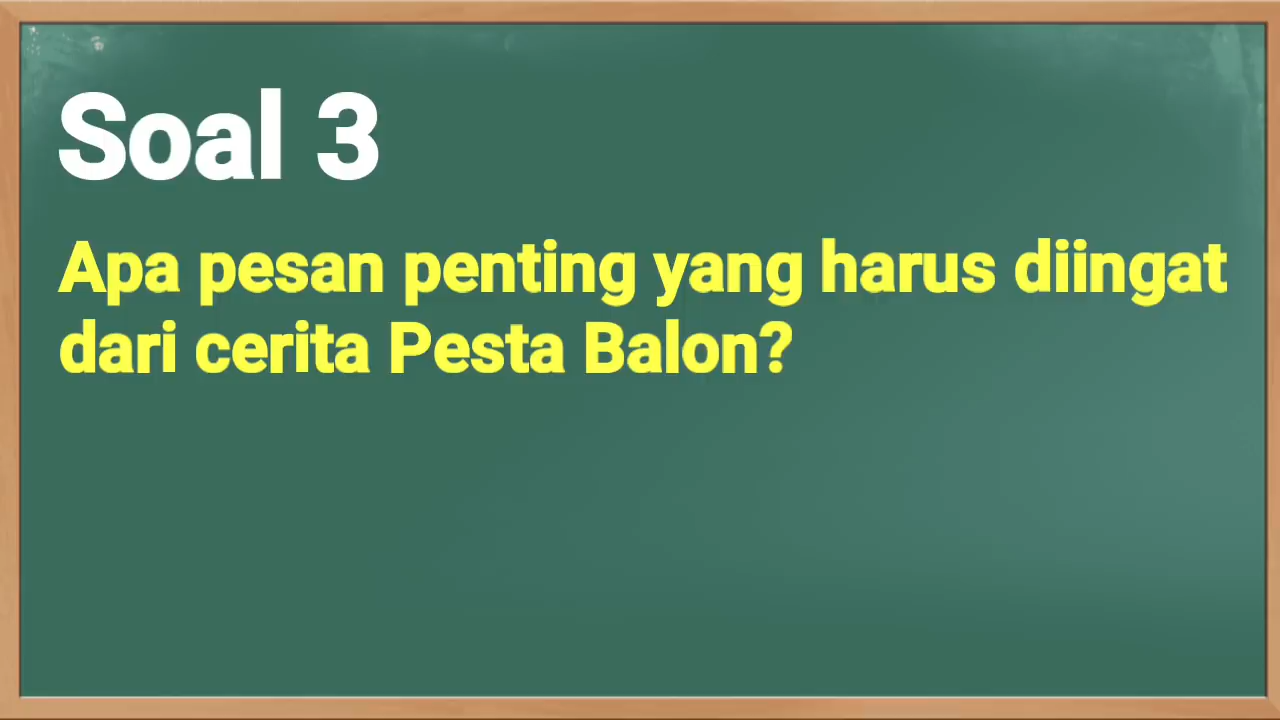 Soal 3
Apa pesan penting yang harus diingat
dari cerita Pesta Balon?